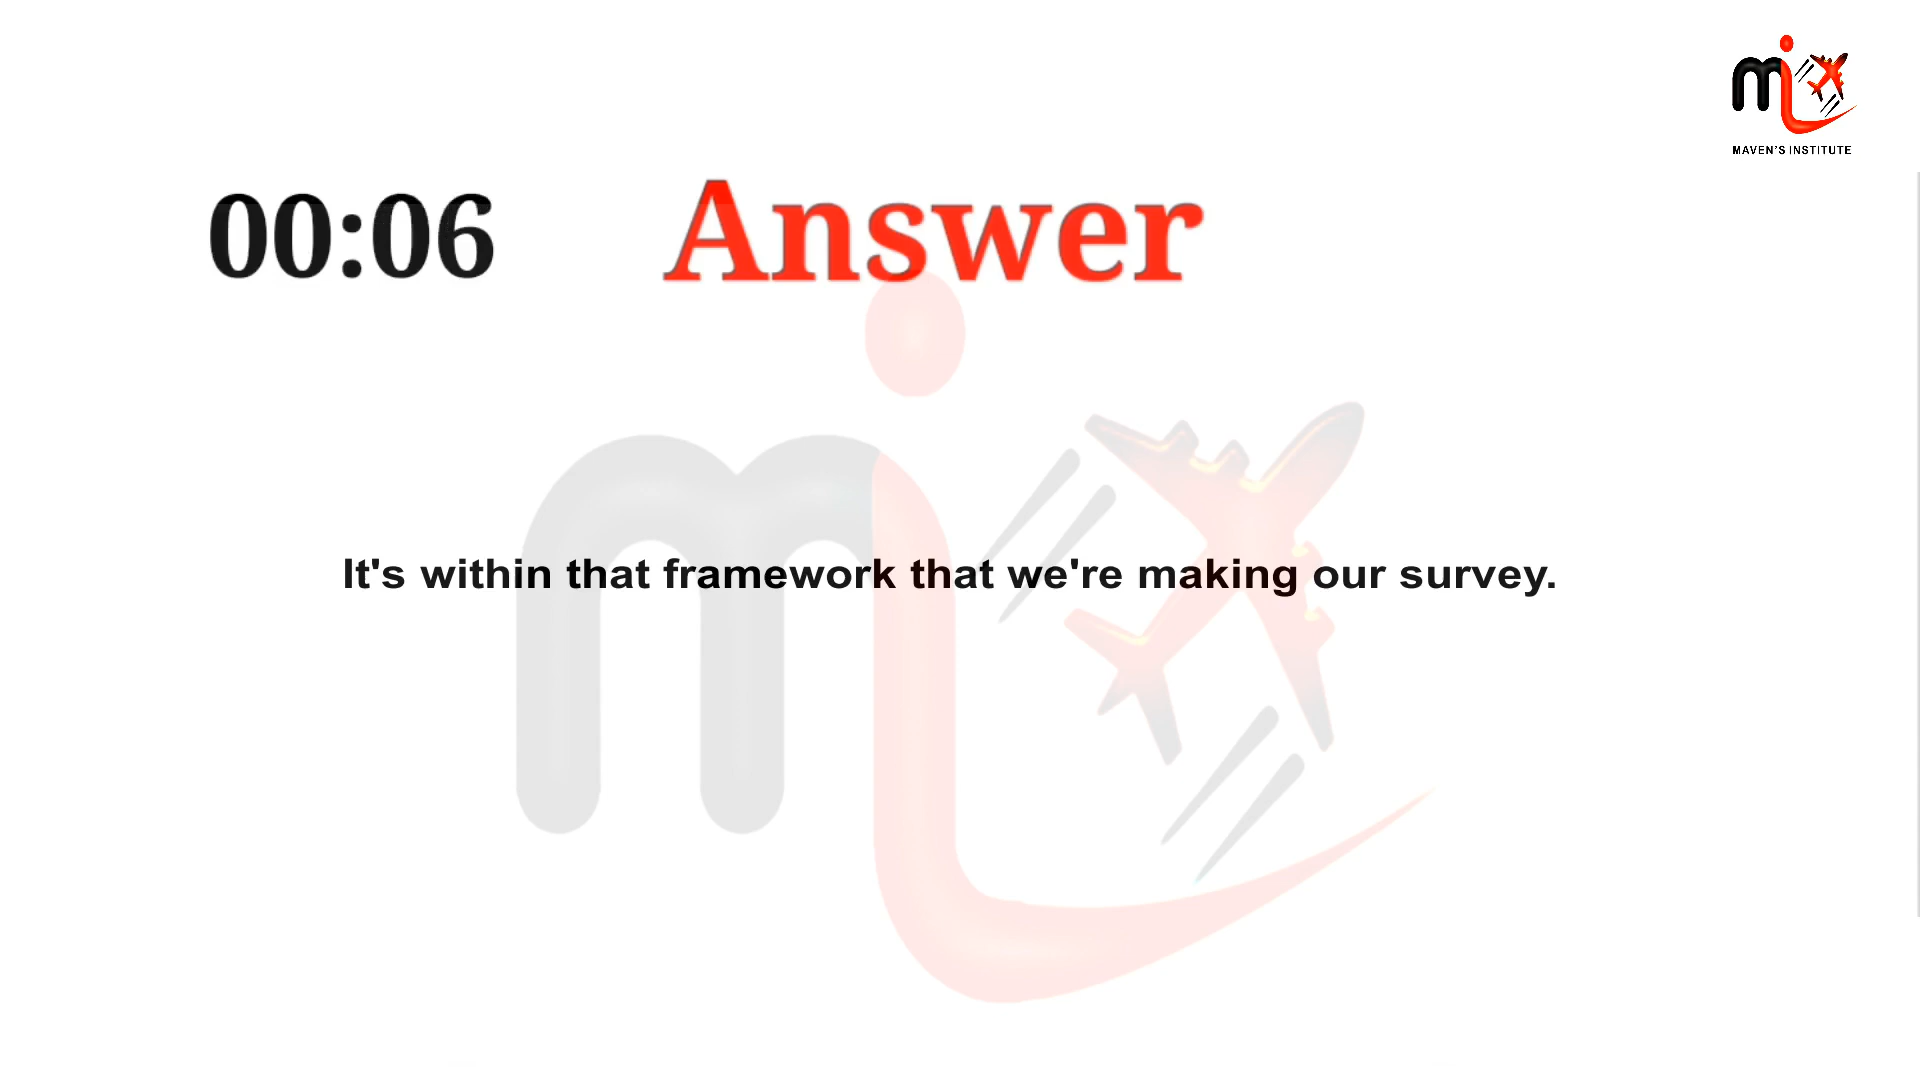 MAVEN'S INSTITUTE
00:06 Answer
It's within that framework that we're making our survey.